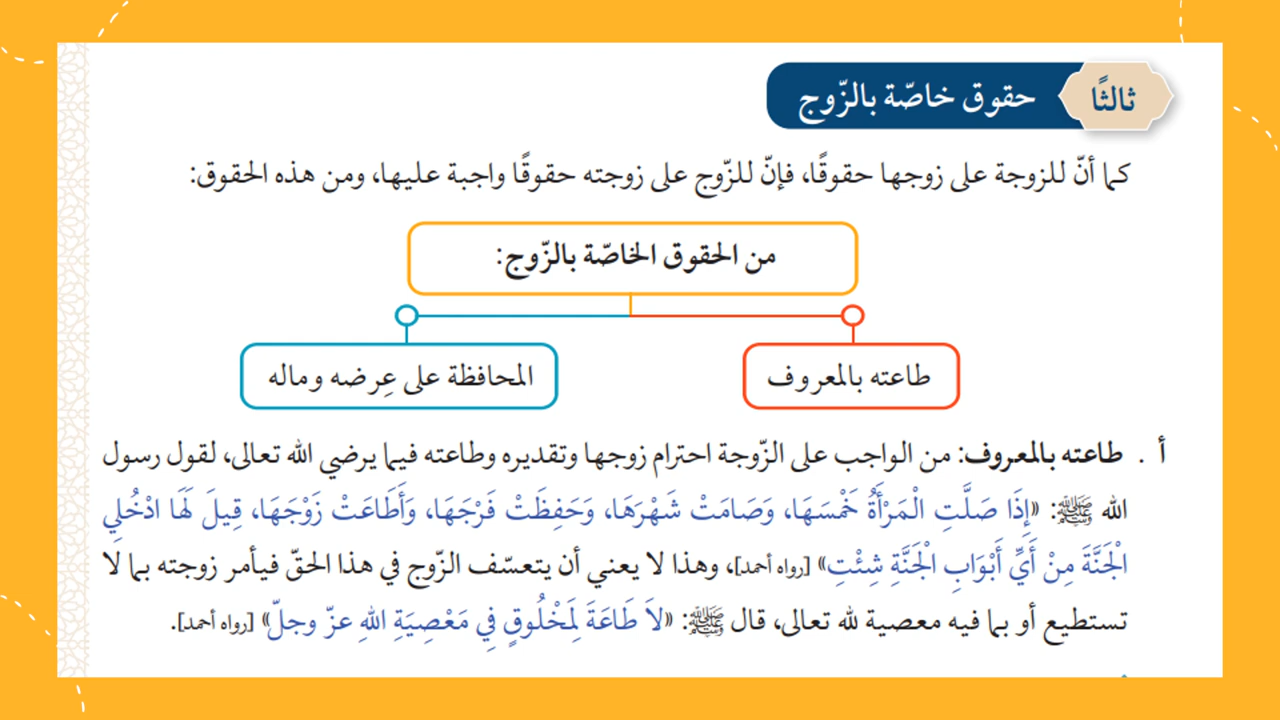 ثالثًا
حقوق خاصّة بالزّوج
كما أنّ للزوجة على زوجها حقوقًا، فإنّ للزّوج على زوجته حقوقًا واجبة عليها، ومن هذه الحقوق:
من الحقوق الخاصّة بالزّوج:
طاعته بالمعروف
المحافظة على عِرضه وماله
أ . طاعته بالمعروف: من الواجب على الزّوجة احترام زوجها وتقديره وطاعته فيما يرضي الله تعالى، لقول رسول
الله ﷺ: «إِذَا صَلَّتِ الْمَرْأَةُ خَمْسَهَا، وَصَامَتْ شَهْرَهَا، وَحَفِظَتْ فَرْجَهَا، وَأَطَاعَتْ زَوْجَهَا، قِيلَ لَهَا ادْخُلِي
الْجَنَّةَ مِنْ أَيِّ أَبْوَابِ الْجَنَّةِ شِئْتِ» [رواه أحمد]، وهذا لا يعني أن يتعسّف الزّوج في هذا الحقّ فيأمر زوجته بما لا
تستطيع أو بما فيه معصية لله تعالى، قال ﷺ: «لاَ طَاعَةَ لِمَخْلُوقٍ فِي مَعْصِيَةِ اللهِ عزّ وجلّ» [رواه أحمد].